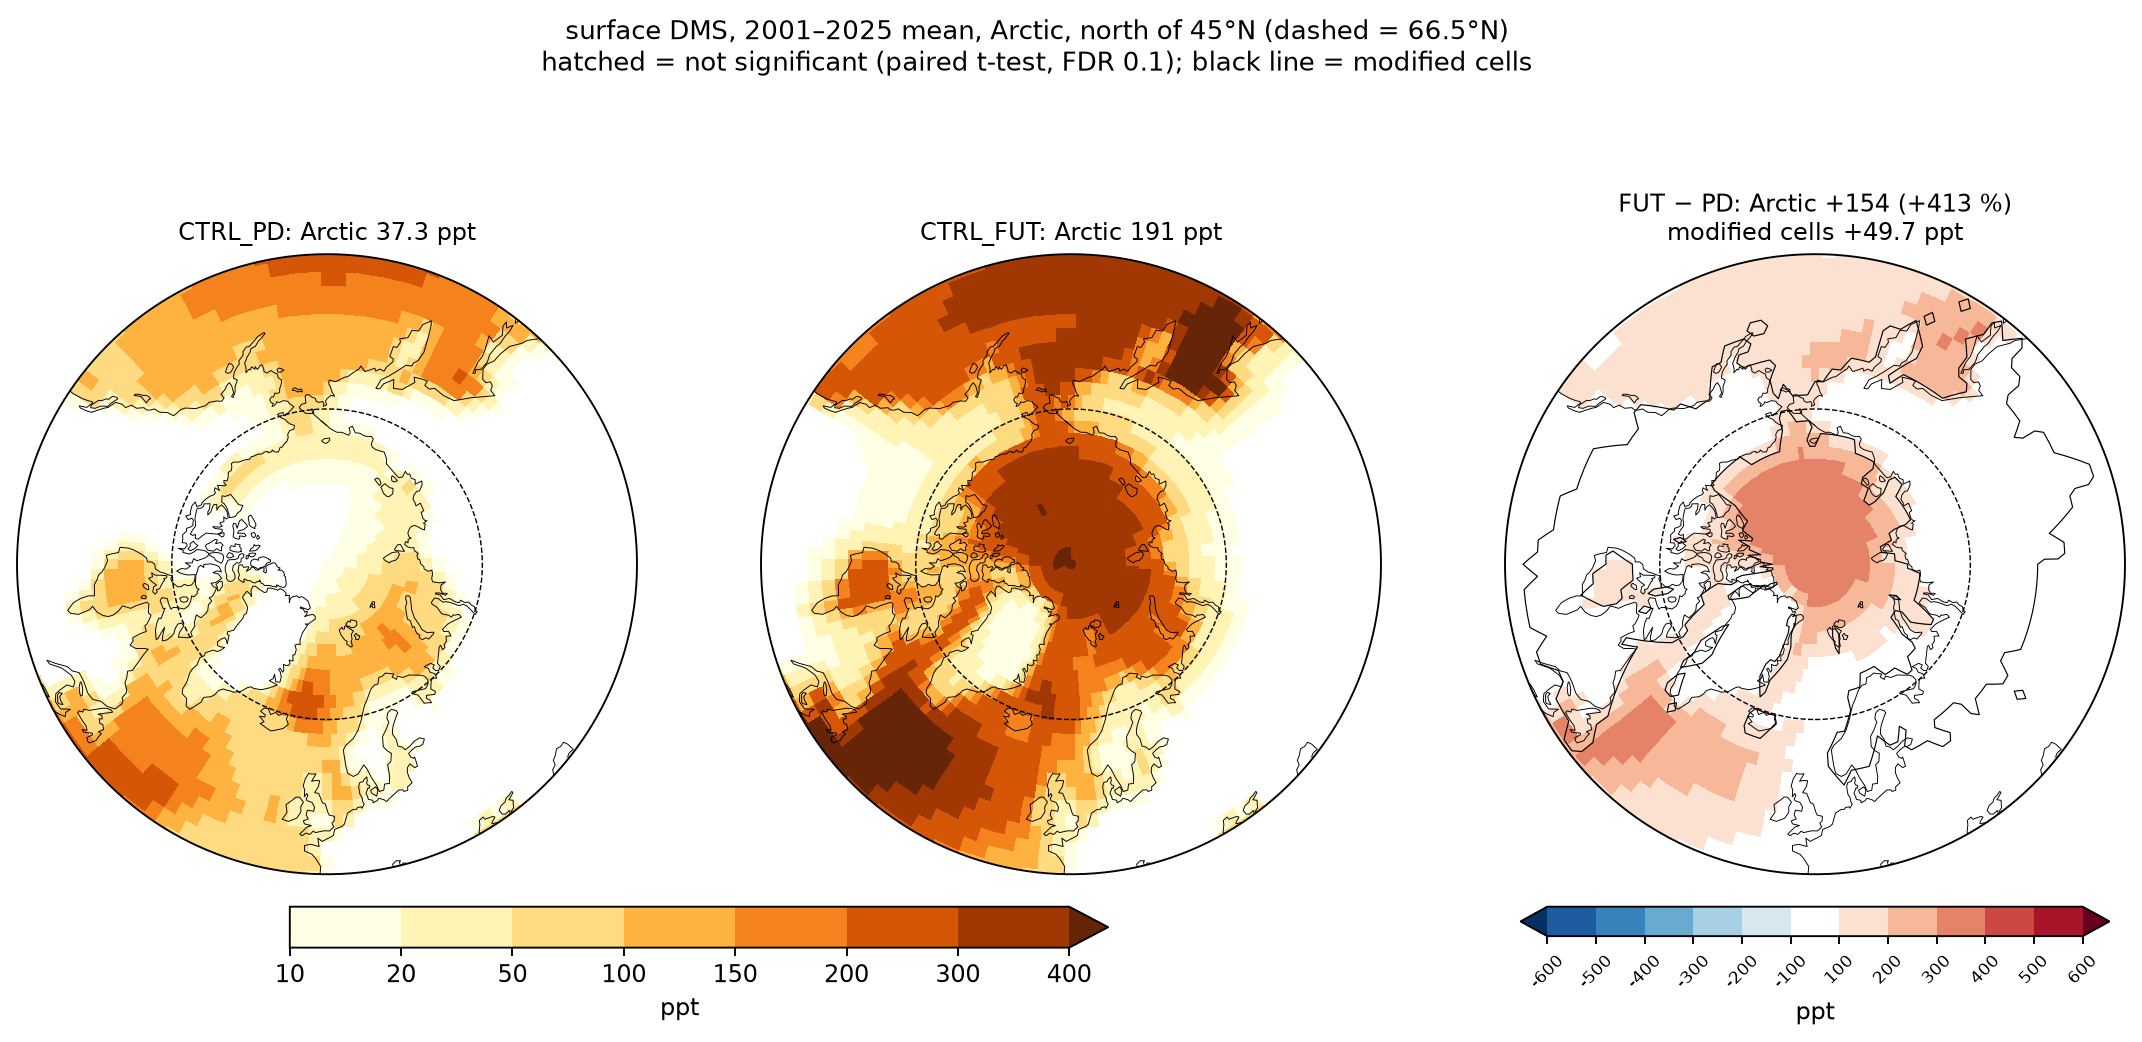 surface DMS, 2001–2025 mean, Arctic, north of 45°N (dashed = 66.5°N)
hatched = not significant (paired t-test, FDR 0.1); black line = modified cells
CTRL_PD: Arctic 37.3 ppt
CTRL_FUT: Arctic 191 ppt
FUT − PD: Arctic +154 (+413 %)
modified cells +49.7 ppt
10 20 50 100 150 200 300 400
ppt
-600 -500 -400 -300 -200 -100 100 200 300 400 500 600
ppt